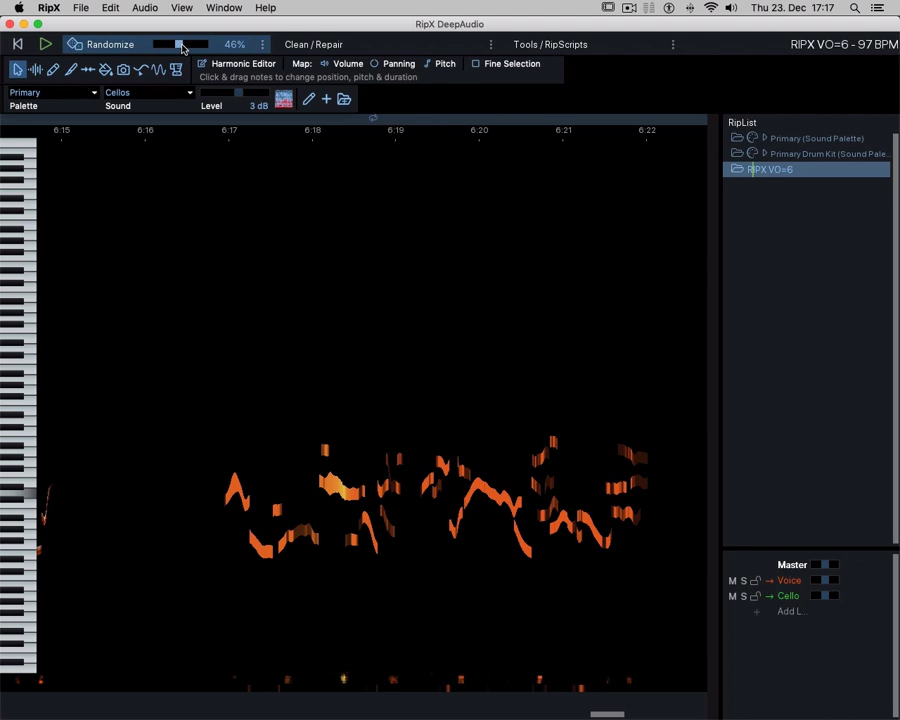 RipX File Edit Audio View Window Help Thu 23. Dec 17:17
RipX DeepAudio
Randomize 46% Clean / Repair Tools / RipScripts RIPX VO=6 - 97 BPM
Harmonic Editor Map: Volume Panning Pitch Fine Selection
Click & drag notes to change position, pitch & duration
Primary Cellos
Palette Sound Level 3 dB
6:15 6:16 6:17 6:18 6:19 6:20 6:21 6:22
RipList
Primary (Sound Palette)
Primary Drum Kit (Sound Pale...
RIPX VO=6
Master
M S Voice
M S Cello
+ Add L...